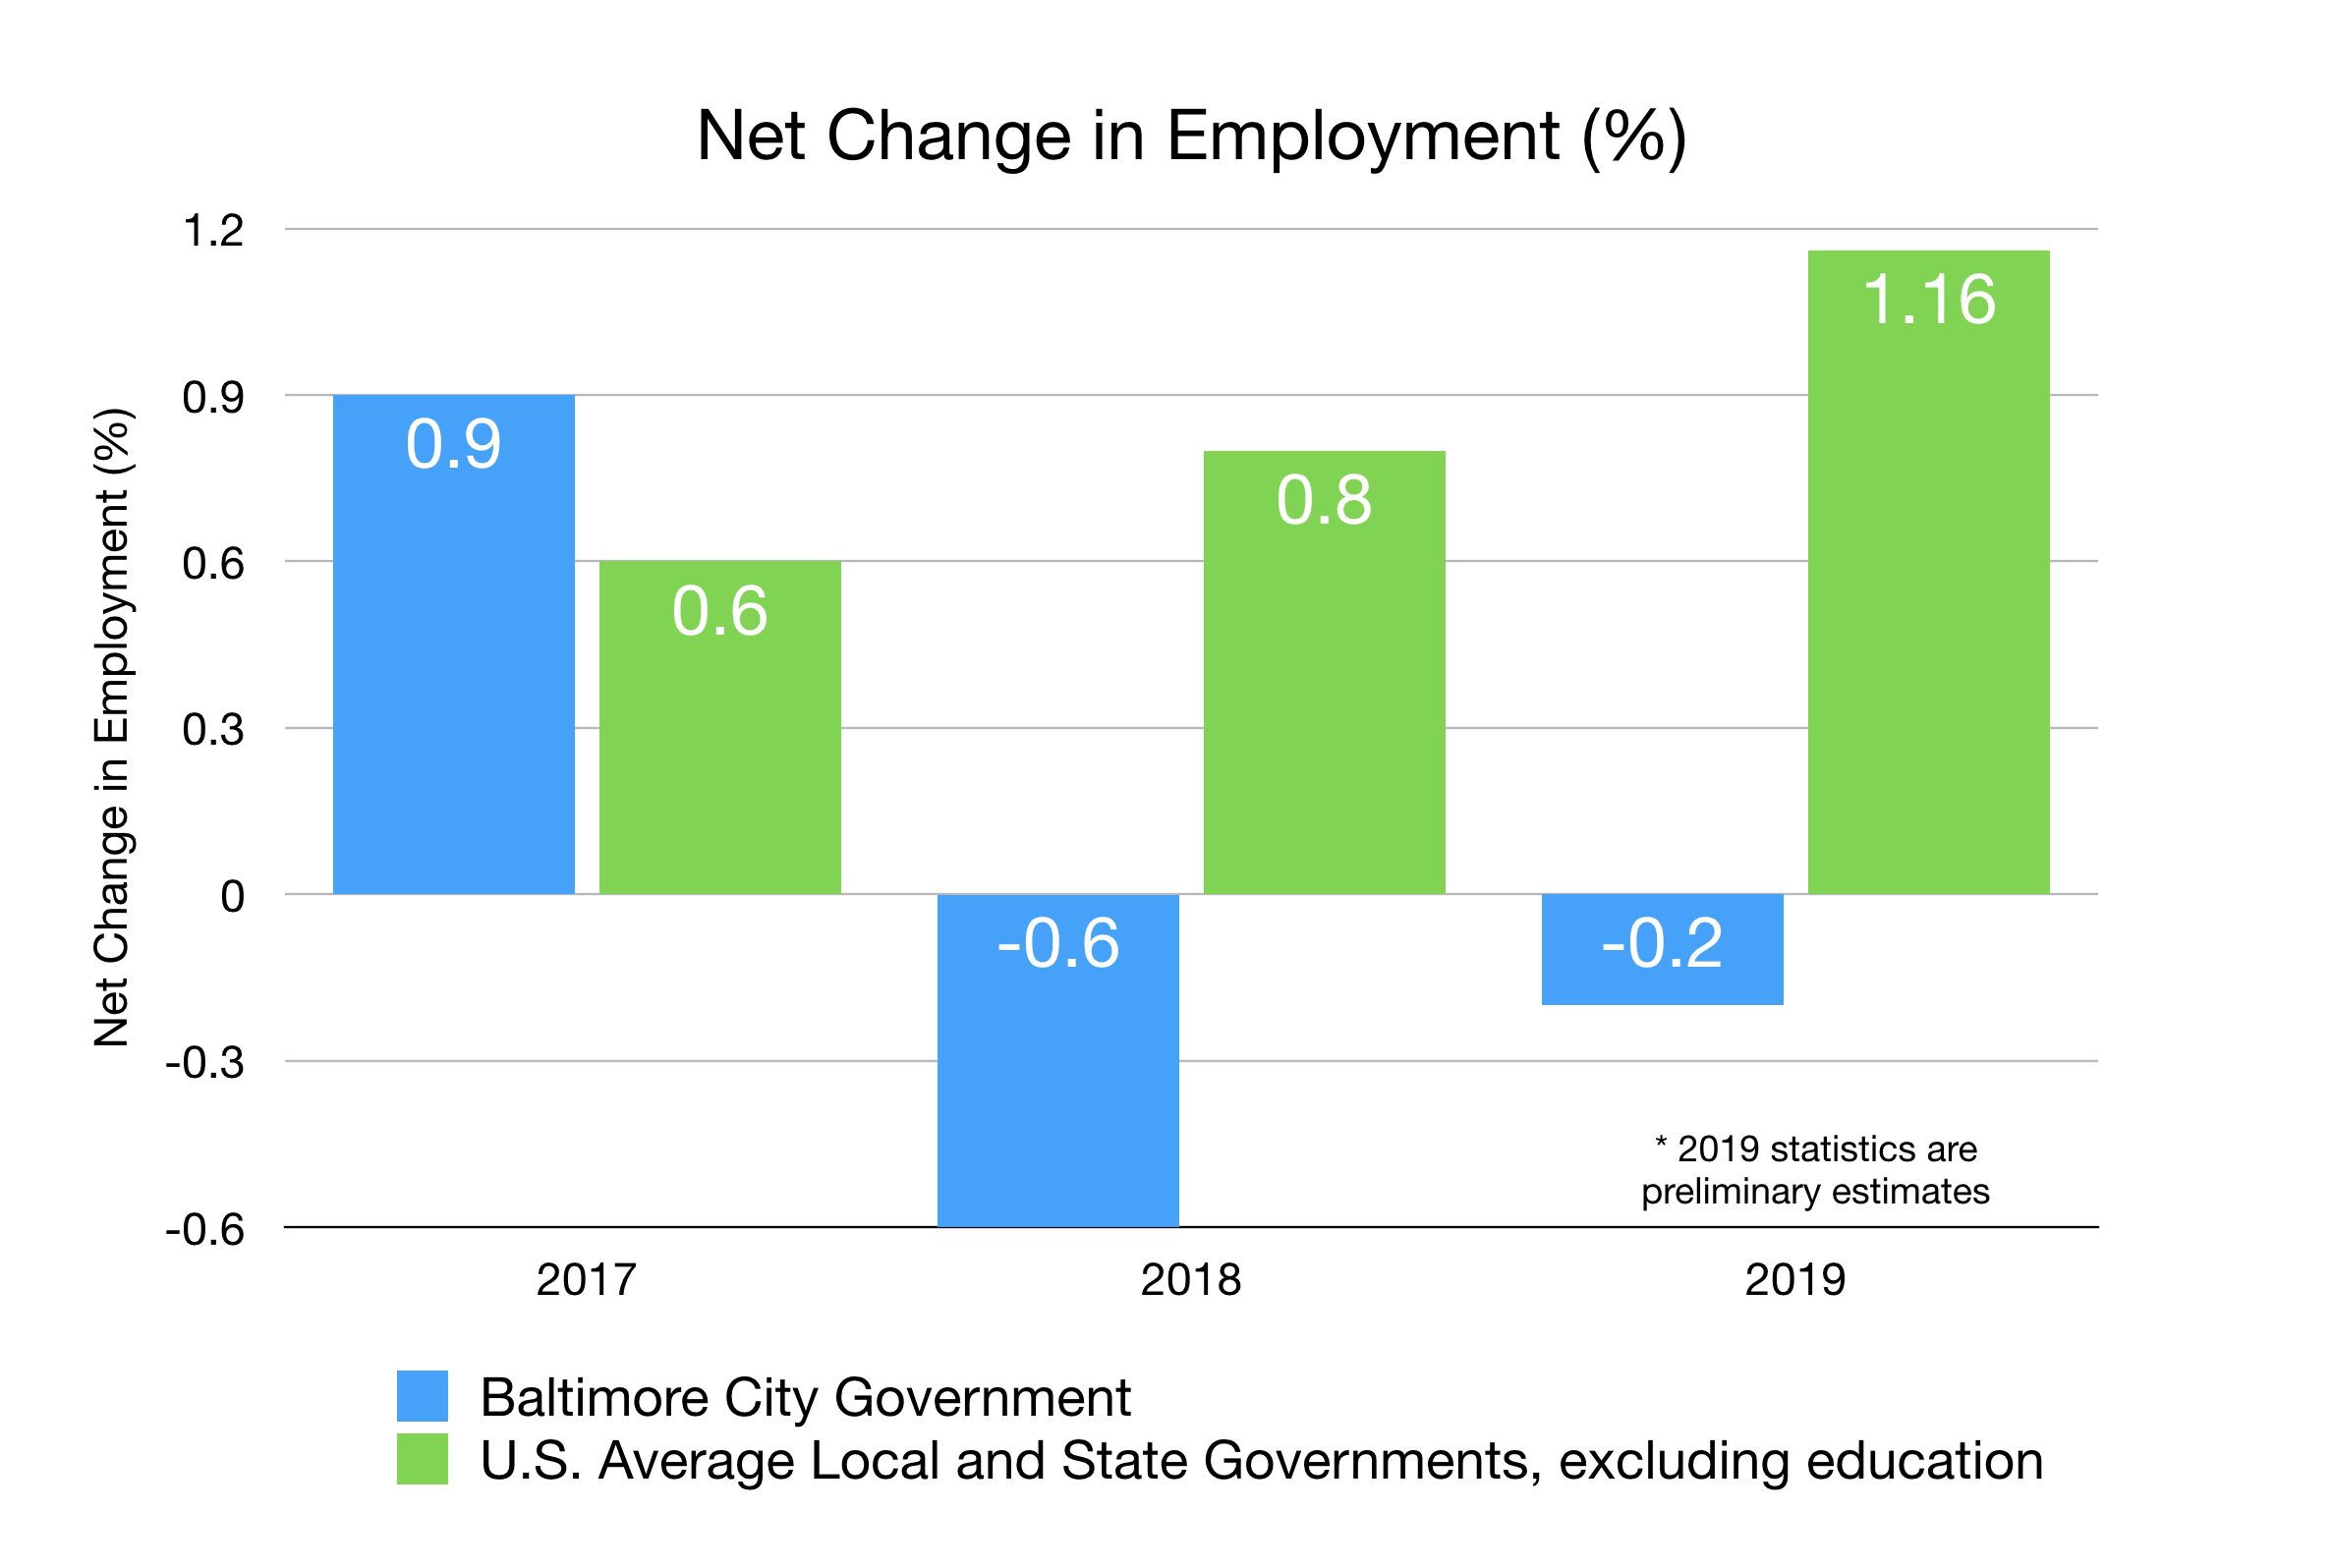 Net Change in Employment (%)
Net Change in Employment (%)
1.2
0.9
0.6
0.3
0
-0.3
-0.6
0.9
0.6
-0.6
0.8
-0.2
1.16
* 2019 statistics are
preliminary estimates
2017
2018
2019
Baltimore City Government
U.S. Average Local and State Governments, excluding education